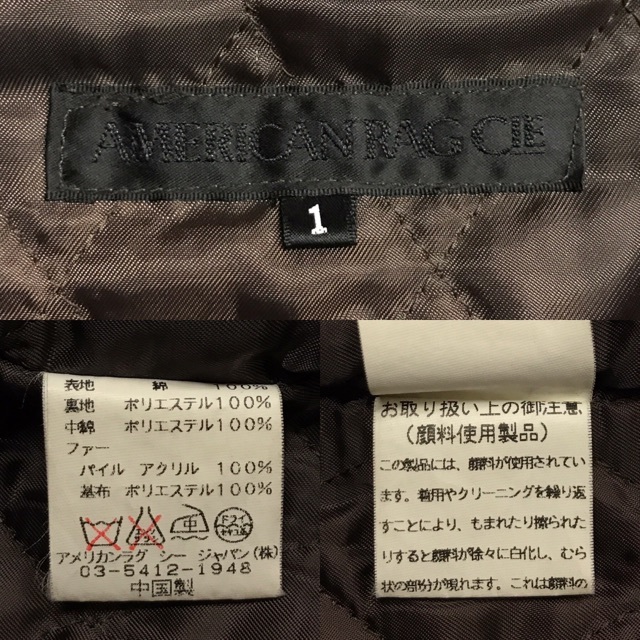 AMERICAN RAG CIE
1
表地 綿 100%
裏地 ポリエステル100%
中綿 ポリエステル100%
ファー
パイル アクリル 100%
基布 ポリエステル100%
ドライ
アメリカンラグ シー ジャパン(株)
03-5412-1948
中国製
お取り扱い上の御注意
(顔料使用製品)
この製品には、顔料が使用されてい
ます。着用やクリーニングを繰り返
すことにより、もまれたり擦られた
りすると顔料が徐々に白化し、むら
状の部分が現れます。これは顔料の